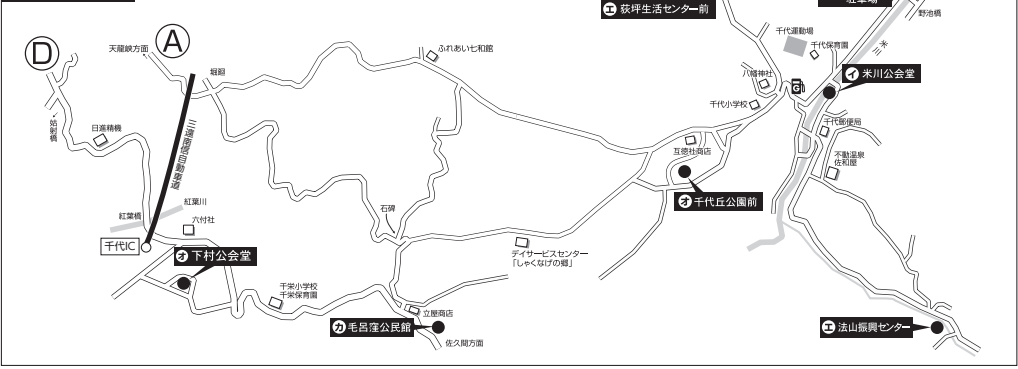 エ 荻坪生活センター前
駐車場
野池橋
D
天龍峡方面
A
ふれあい七和館
千代運動場
千代保育園
米川
堀廻
八幡神社
G
イ 米川公会堂
千代小学校
姑射橋
日進精機
三遠南信自動車道
千代郵便局
互徳社商店
不動温泉
佐和屋
オ 千代丘公園前
紅葉川
紅葉橋
六付社
石碑
千代IC
オ 下村公会堂
デイサービスセンター
「しゃくなげの郷」
千栄小学校
千栄保育園
立屋商店
カ 毛呂窪公民館
佐久間方面
エ 法山振興センター